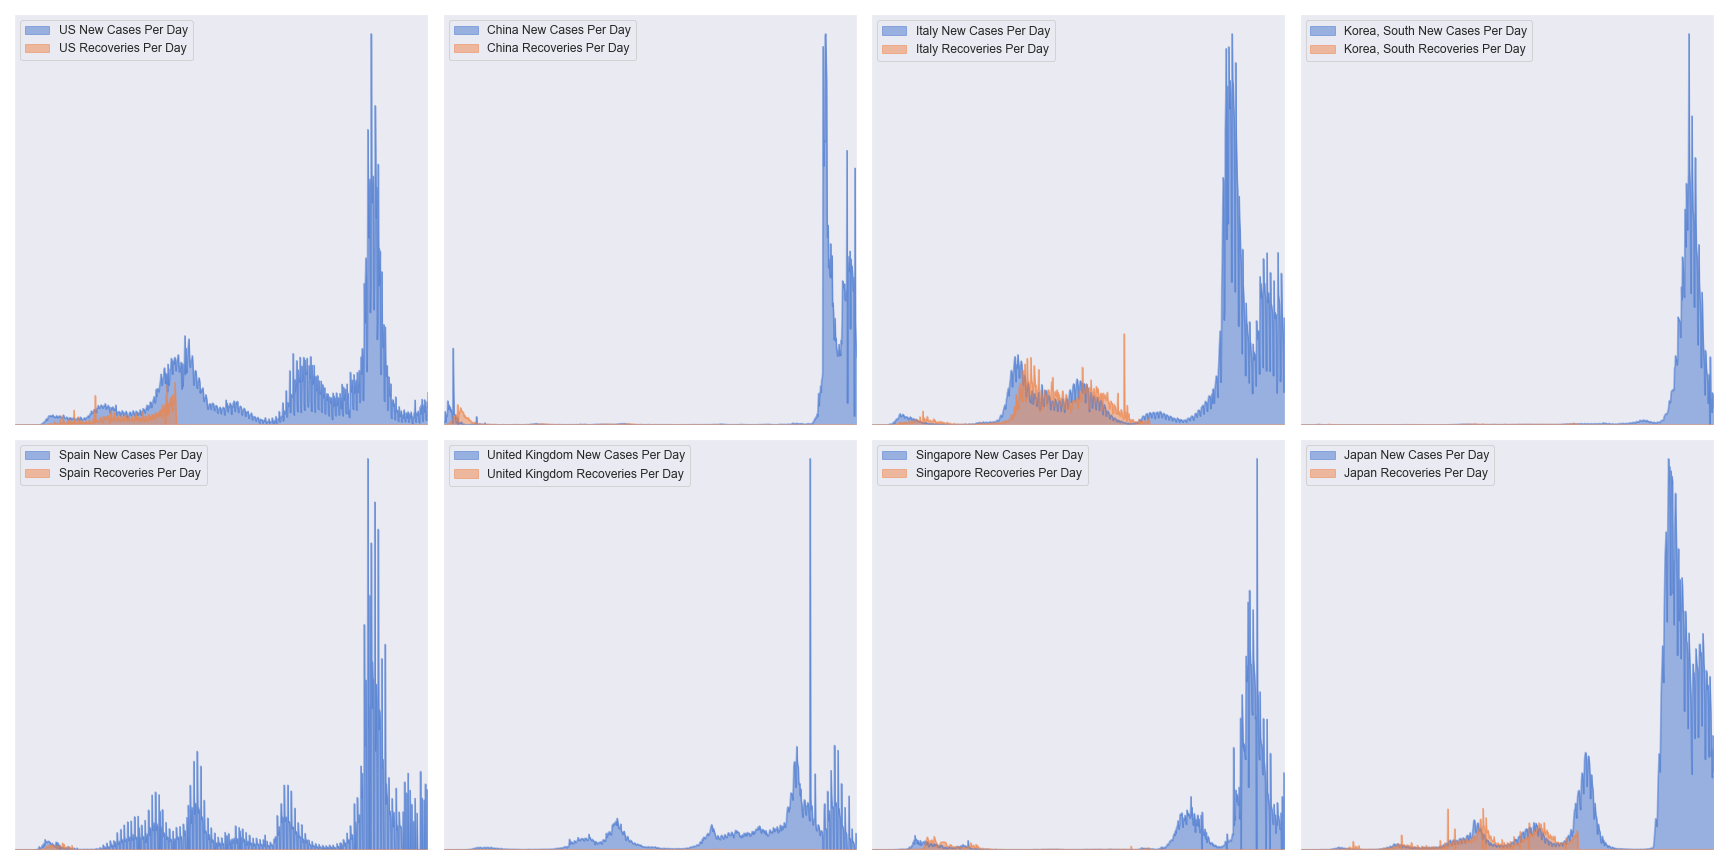 US New Cases Per Day
US Recoveries Per Day
China New Cases Per Day
China Recoveries Per Day
Italy New Cases Per Day
Italy Recoveries Per Day
Korea, South New Cases Per Day
Korea, South Recoveries Per Day
Spain New Cases Per Day
Spain Recoveries Per Day
United Kingdom New Cases Per Day
United Kingdom Recoveries Per Day
Singapore New Cases Per Day
Singapore Recoveries Per Day
Japan New Cases Per Day
Japan Recoveries Per Day